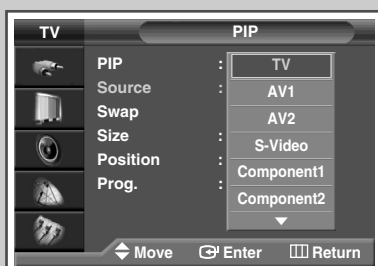 TV PIP
PIP : TV
Source : AV1
Swap AV2
Size : S-Video
Position : Component1
Prog. : Component2
Move Enter Return